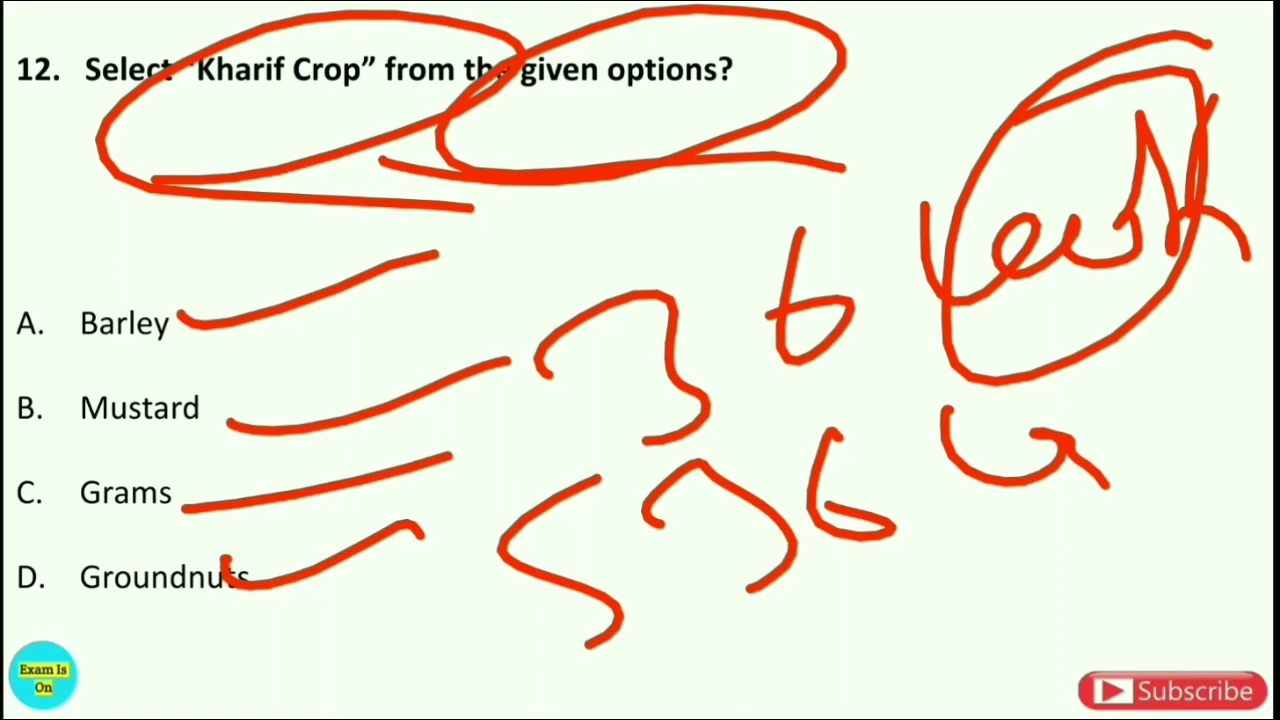 12. Select “Kharif Crop” from the given options?
A. Barley
B. Mustard
C. Grams
D. Groundnuts
Exam Is
On
Subscribe